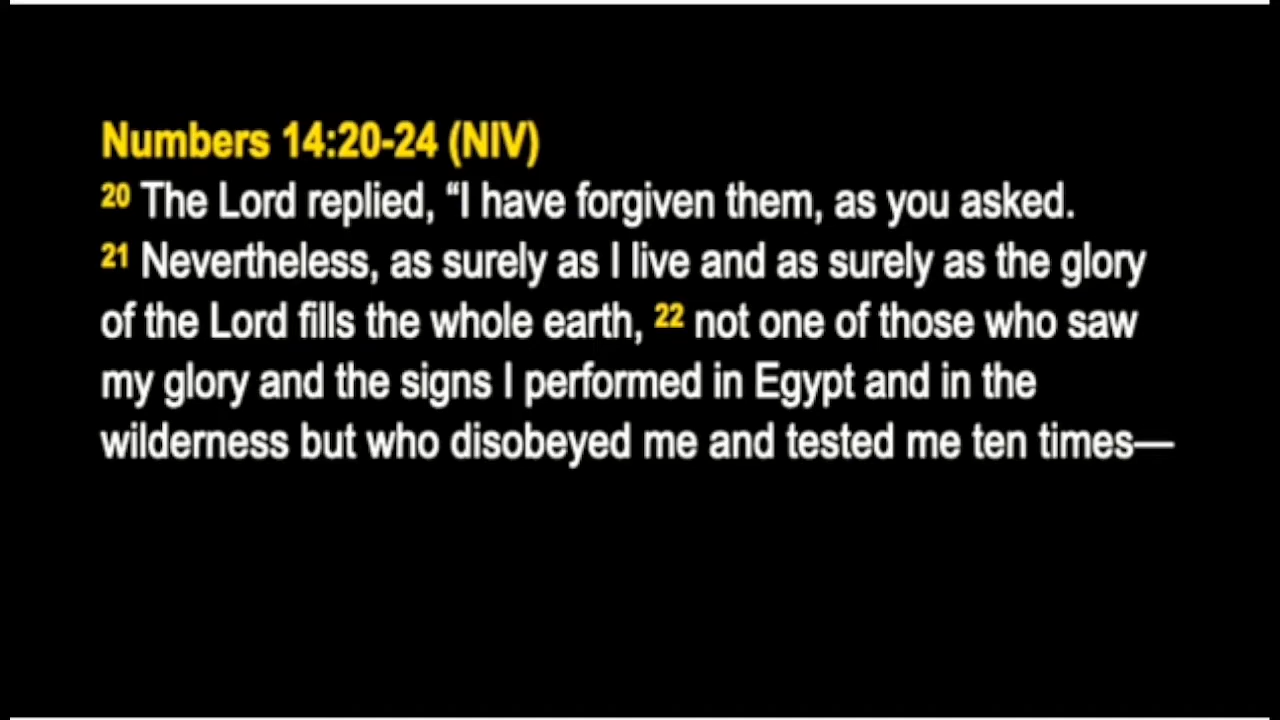 Numbers 14:20-24 (NIV)
20 The Lord replied, “I have forgiven them, as you asked.
21 Nevertheless, as surely as I live and as surely as the glory
of the Lord fills the whole earth, 22 not one of those who saw
my glory and the signs I performed in Egypt and in the
wilderness but who disobeyed me and tested me ten times—